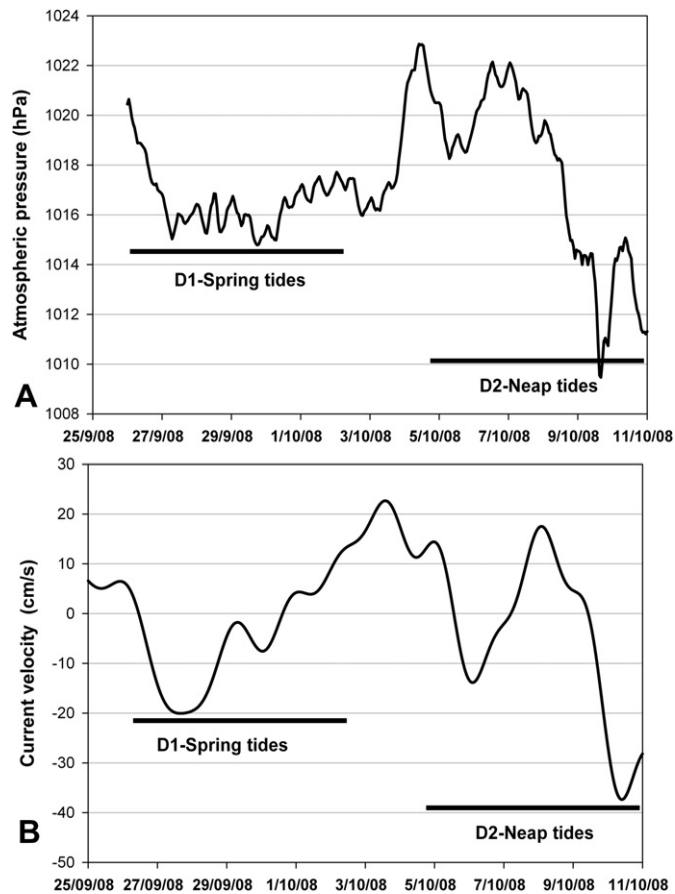 1024
1022
1020
1018
1016
1014
1012
1010
1008
Atmospheric pressure (hPa)
D1-Spring tides
D2-Neap tides
A
25/9/08 27/9/08 29/9/08 1/10/08 3/10/08 5/10/08 7/10/08 9/10/08 11/10/08
30
20
10
0
-10
-20
-30
-40
-50
Current velocity (cm/s)
D1-Spring tides
D2-Neap tides
B
25/09/08 27/09/08 29/09/08 1/10/08 3/10/08 5/10/08 7/10/08 9/10/08 11/10/08